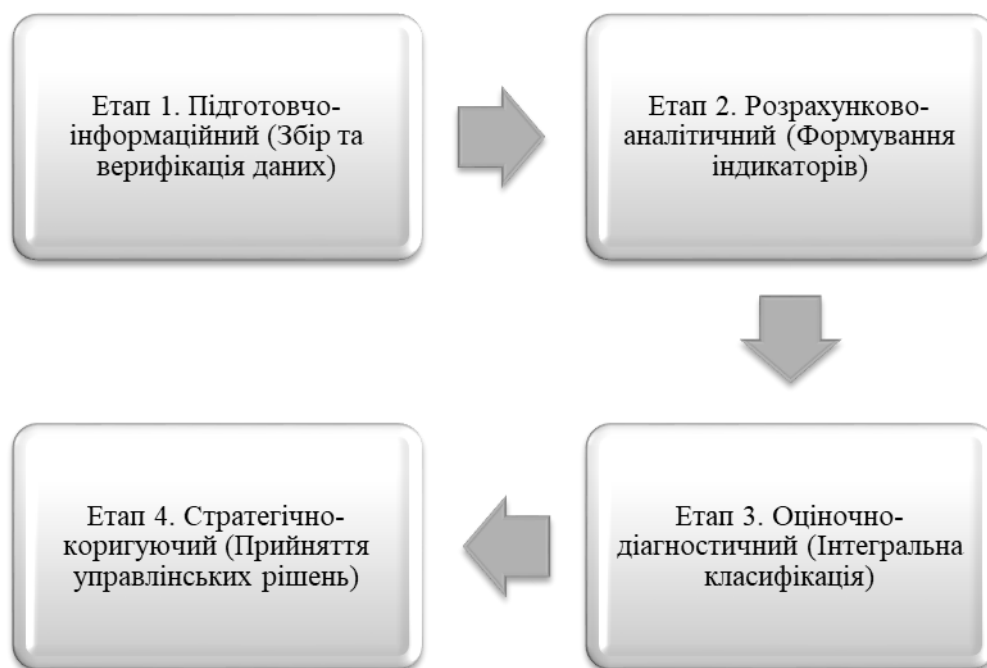 Етап 1. Підготовчо-
інформаційний (Збір та
верифікація даних)
Етап 2. Розрахунково-
аналітичний (Формування
індикаторів)
Етап 3. Оціночно-
діагностичний (Інтегральна
класифікація)
Етап 4. Стратегічно-
коригуючий (Прийняття
управлінських рішень)